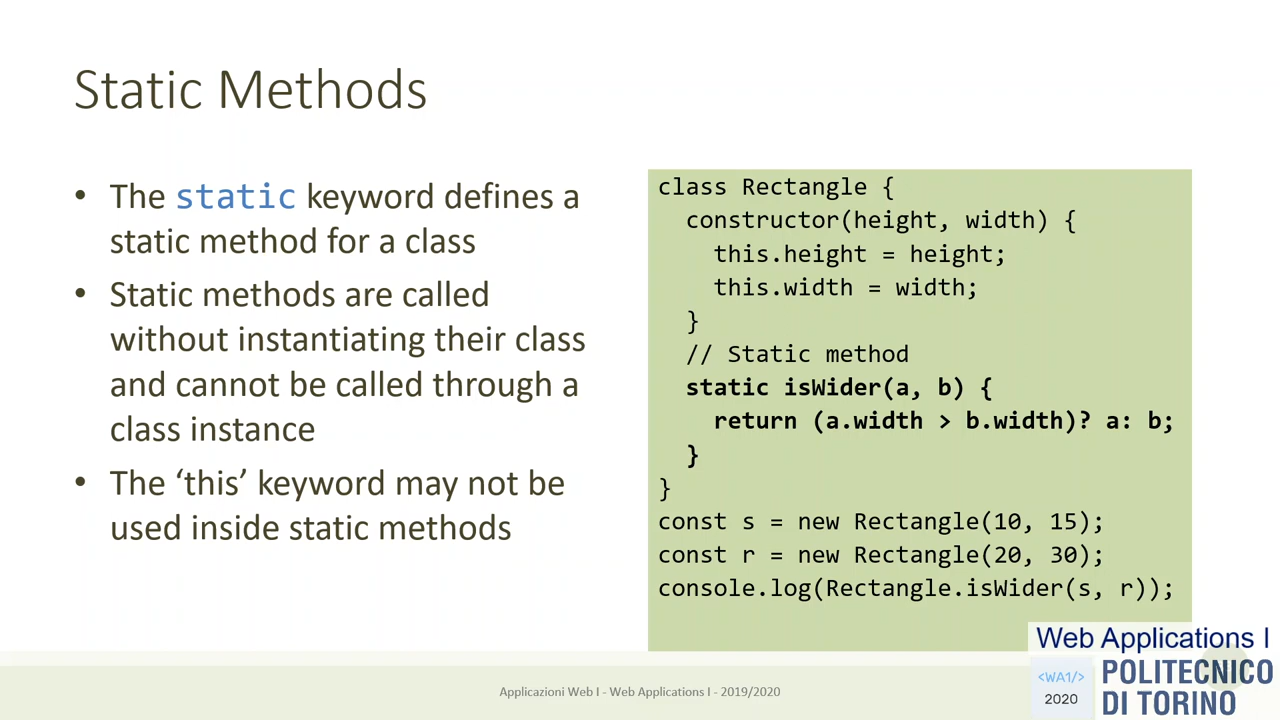 Static Methods
• The static keyword defines a
static method for a class
• Static methods are called
without instantiating their class
and cannot be called through a
class instance
• The ‘this’ keyword may not be
used inside static methods
class Rectangle {
  constructor(height, width) {
    this.height = height;
    this.width = width;
  }
  // Static method
  static isWider(a, b) {
    return (a.width > b.width)? a: b;
  }
}
const s = new Rectangle(10, 15);
const r = new Rectangle(20, 30);
console.log(Rectangle.isWider(s, r));
Applicazioni Web I - Web Applications I - 2019/2020
Web Applications I
<WA1/>
2020
POLITECNICO
DI TORINO